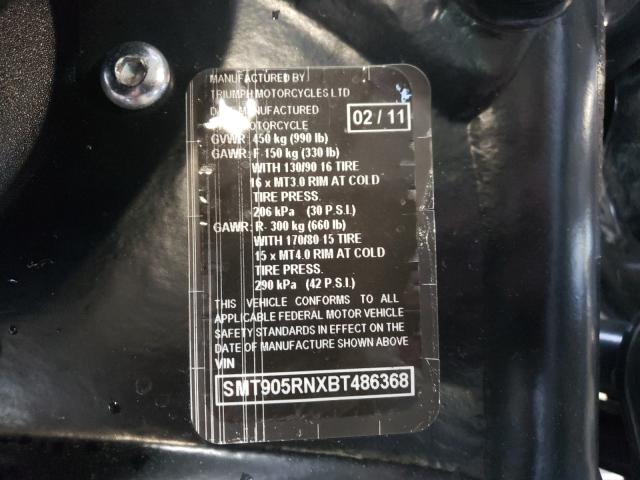 MANUFACTURED BY
TRIUMPH MOTORCYCLES LTD
MANUFACTURED 02 / 11
MOTORCYCLE
GVWR: 450 kg (990 lb)
GAWR: F- 150 kg (330 lb)
WITH 130/90 16 TIRE
16 x MT3.0 RIM AT COLD
TIRE PRESS.
206 kPa (30 P.S.I.)
GAWR: R- 300 kg (660 lb)
WITH 170/80 15 TIRE
15 x MT4.0 RIM AT COLD
TIRE PRESS.
290 kPa (42 P.S.I.)
THIS VEHICLE CONFORMS TO ALL
APPLICABLE FEDERAL MOTOR VEHICLE
SAFETY STANDARDS IN EFFECT ON THE
DATE OF MANUFACTURE SHOWN ABOVE
VIN
SMT905RNXBT486368